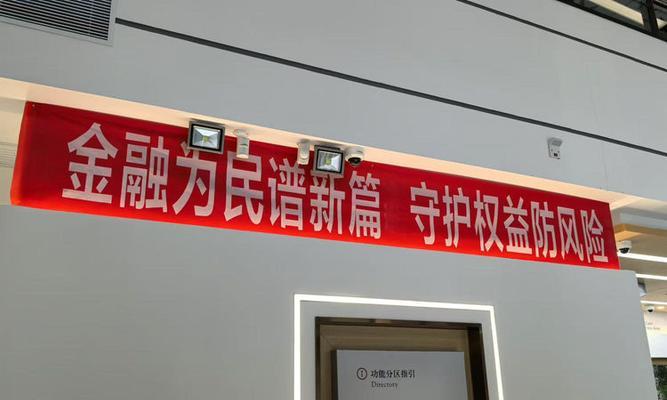 金融为民谱新篇 守护权益防风险
功能分区指引
Directory